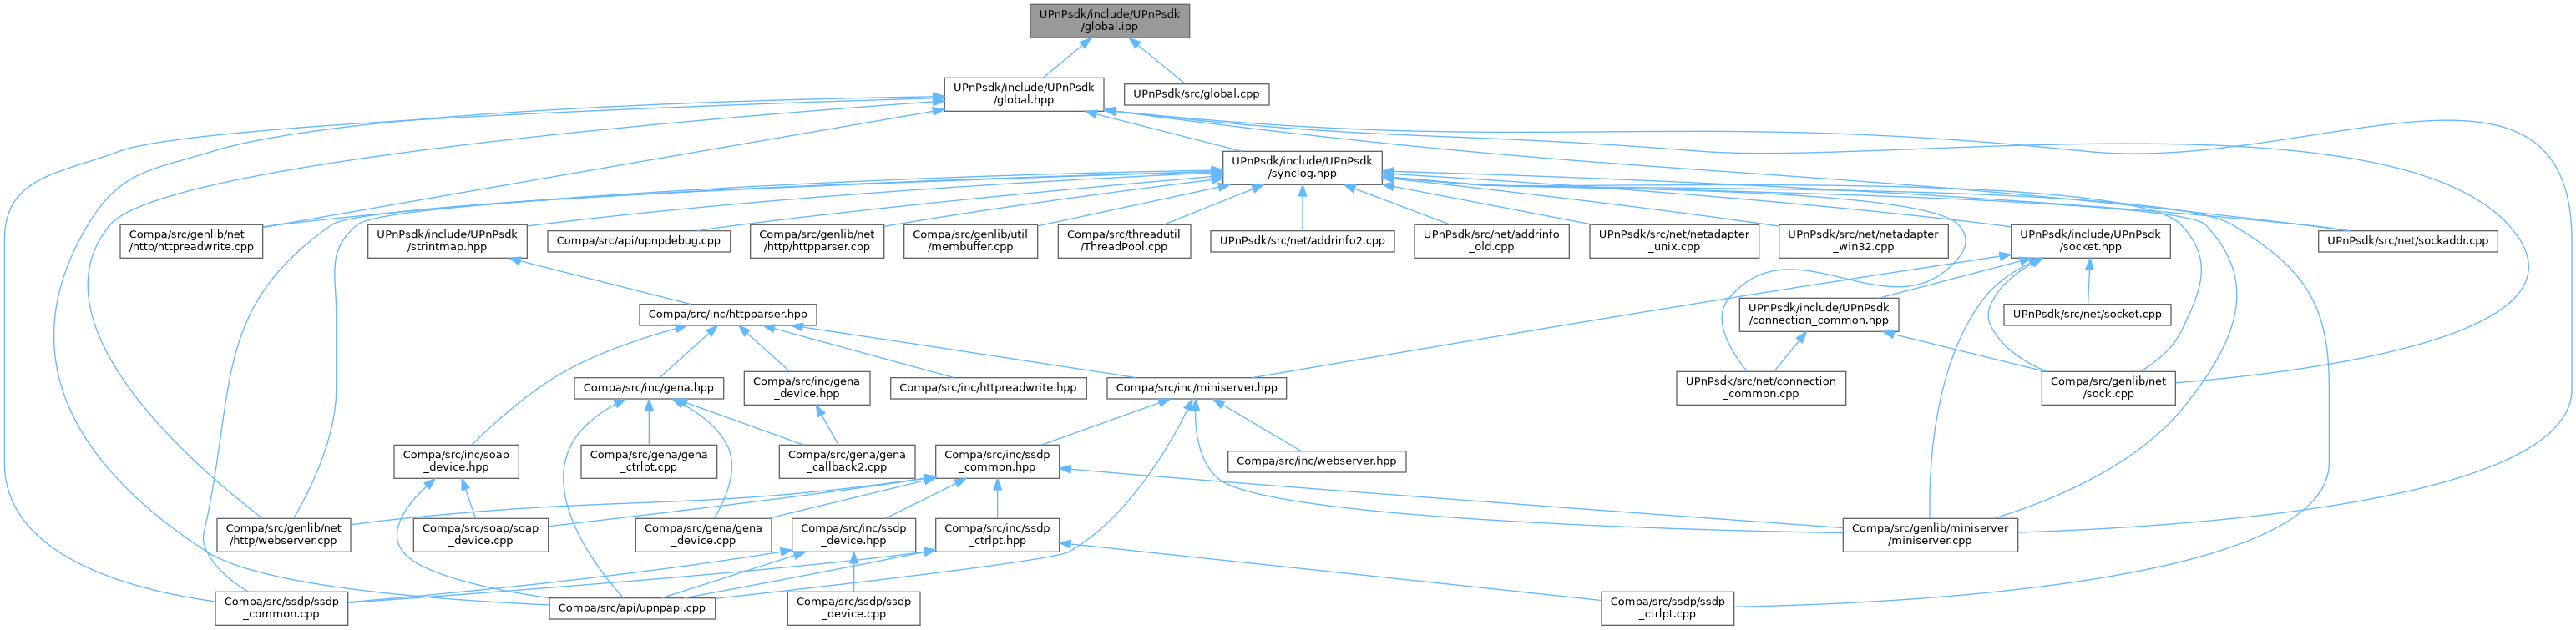 UPnPsdk/include/UPnPsdk
/global.ipp
UPnPsdk/include/UPnPsdk
/global.hpp
UPnPsdk/src/global.cpp
UPnPsdk/include/UPnPsdk
/synclog.hpp
Compa/src/genlib/net
/http/httpreadwrite.cpp
UPnPsdk/include/UPnPsdk
/strintmap.hpp
Compa/src/api/upnpdebug.cpp
Compa/src/genlib/net
/http/httpparser.cpp
Compa/src/genlib/util
/membuffer.cpp
Compa/src/threadutil
/ThreadPool.cpp
UPnPsdk/src/net/addrinfo2.cpp
UPnPsdk/src/net/addrinfo
_old.cpp
UPnPsdk/src/net/netadapter
_unix.cpp
UPnPsdk/src/net/netadapter
_win32.cpp
UPnPsdk/include/UPnPsdk
/socket.hpp
UPnPsdk/src/net/sockaddr.cpp
Compa/src/inc/httpparser.hpp
UPnPsdk/include/UPnPsdk
/connection_common.hpp
UPnPsdk/src/net/socket.cpp
Compa/src/inc/gena.hpp
Compa/src/inc/gena
_device.hpp
Compa/src/inc/httpreadwrite.hpp
Compa/src/inc/miniserver.hpp
UPnPsdk/src/net/connection
_common.cpp
Compa/src/genlib/net
/sock.cpp
Compa/src/inc/soap
_device.hpp
Compa/src/gena/gena
_ctrlpt.cpp
Compa/src/gena/gena
_callback2.cpp
Compa/src/inc/ssdp
_common.hpp
Compa/src/inc/webserver.hpp
Compa/src/genlib/net
/http/webserver.cpp
Compa/src/soap/soap
_device.cpp
Compa/src/gena/gena
_device.cpp
Compa/src/inc/ssdp
_device.hpp
Compa/src/inc/ssdp
_ctrlpt.hpp
Compa/src/genlib/miniserver
/miniserver.cpp
Compa/src/ssdp/ssdp
_common.cpp
Compa/src/api/upnpapi.cpp
Compa/src/ssdp/ssdp
_device.cpp
Compa/src/ssdp/ssdp
_ctrlpt.cpp